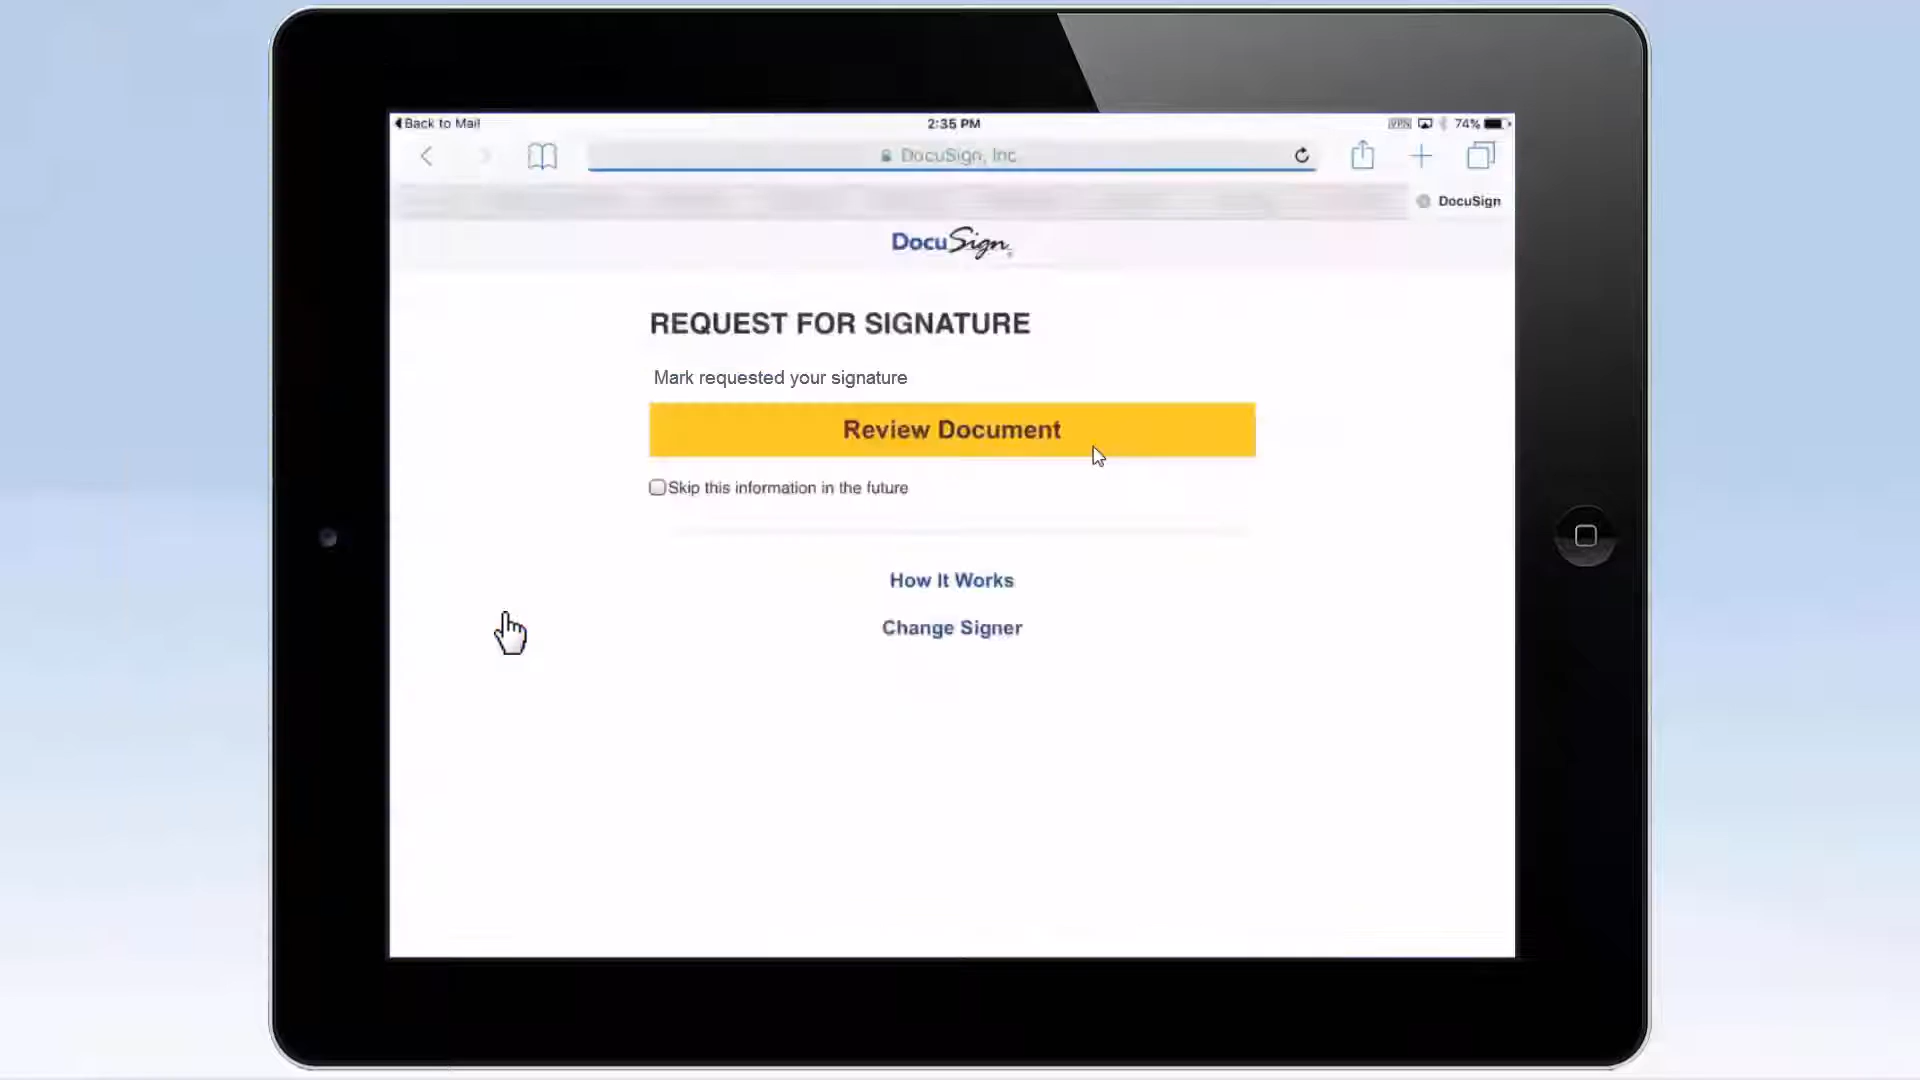 Back to Mail
2:35 PM
VPN
74%
DocuSign, Inc
DocuSign
DocuSign
REQUEST FOR SIGNATURE
Mark requested your signature
Review Document
Skip this information in the future
How It Works
Change Signer